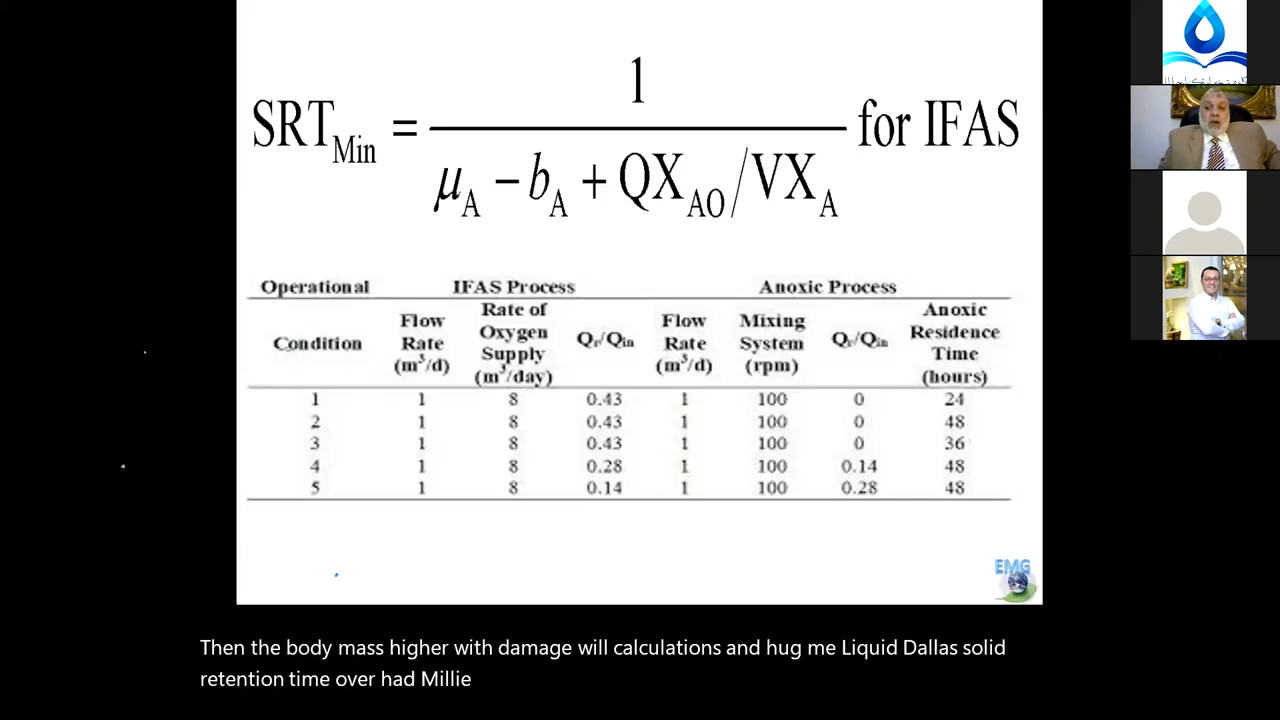 SRT_Min = 1 / (μ_A − b_A + QX_AO/VX_A) for IFAS
Operational IFAS Process Anoxic Process
Condition Flow Rate (m³/d) Rate of Oxygen Supply (m³/day) Qr/Qin Flow Rate (m³/d) Mixing System (rpm) Qr/Qin Anoxic Residence Time (hours)
1 1 8 0.43 1 100 0 24
2 1 8 0.43 1 100 0 48
3 1 8 0.43 1 100 0 36
4 1 8 0.28 1 100 0.14 48
5 1 8 0.14 1 100 0.28 48
EMG
Then the body mass higher with damage will calculations and hug me Liquid Dallas solid
retention time over had Millie